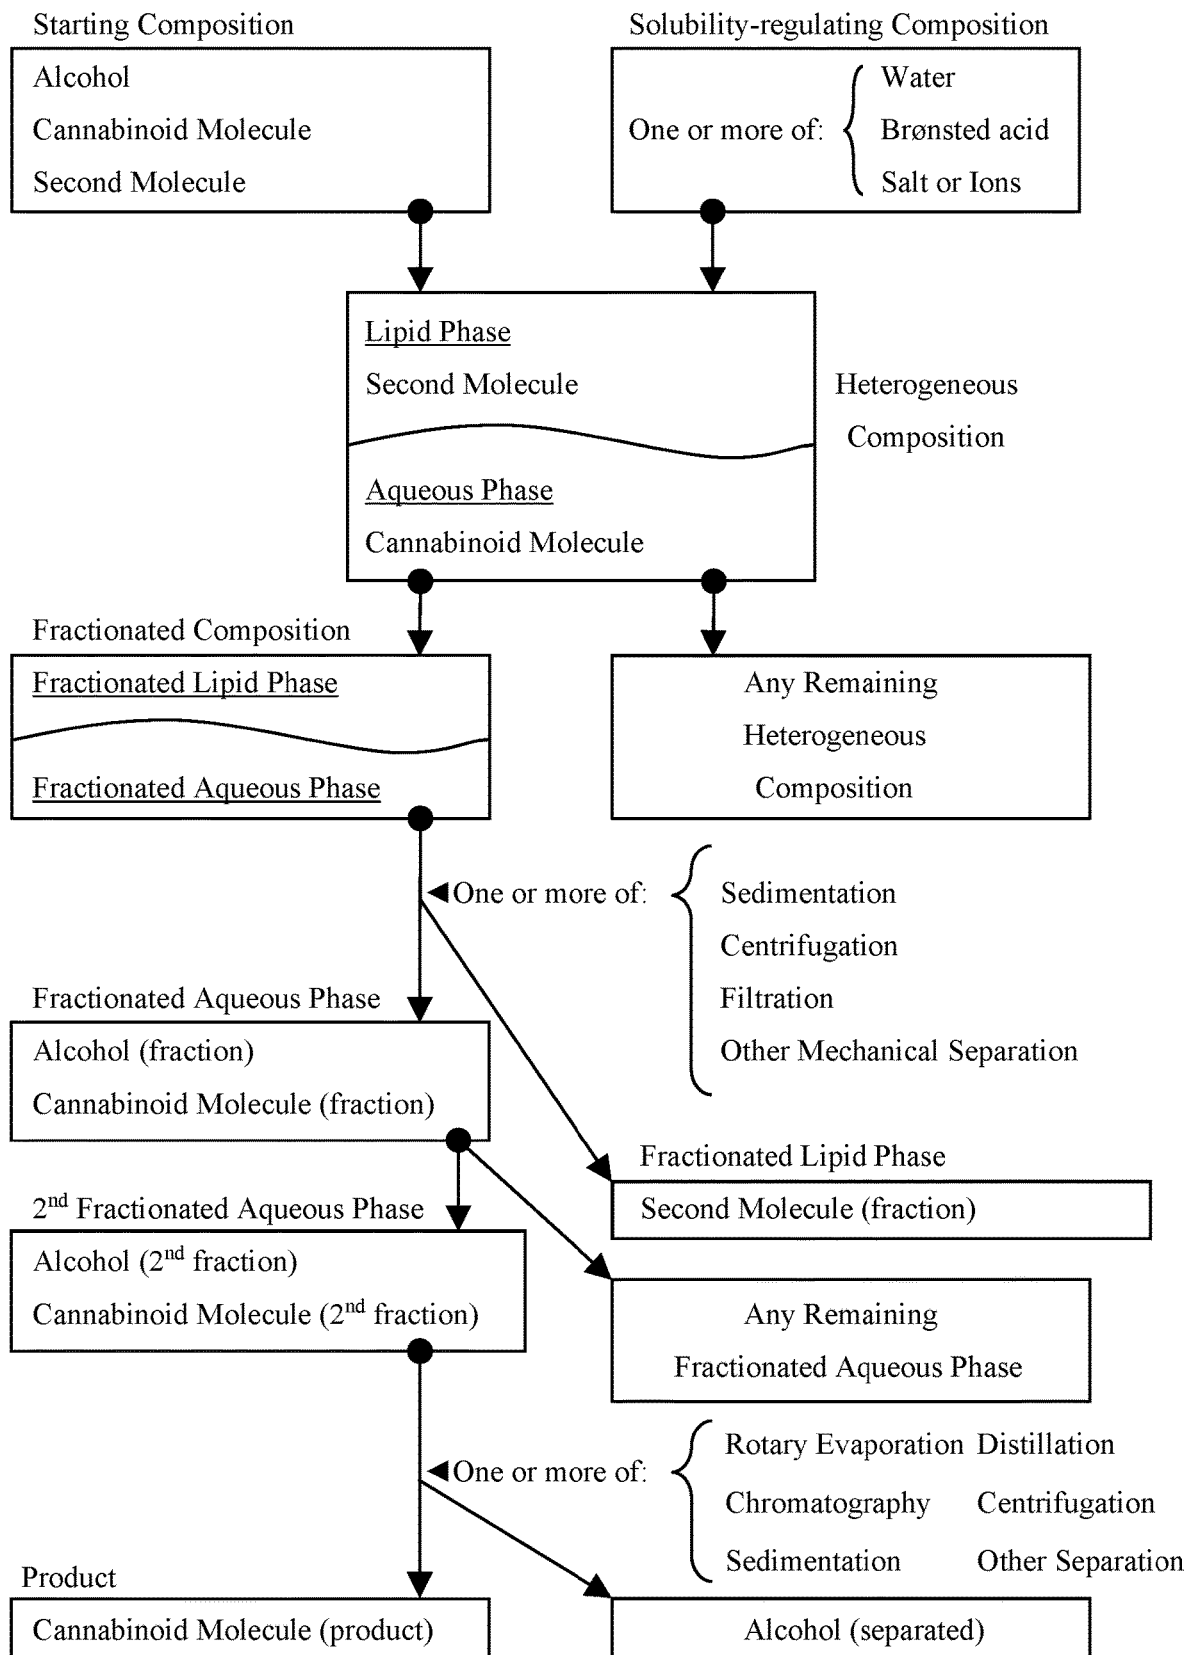 Starting Composition
Solubility-regulating Composition
Alcohol
Cannabinoid Molecule
Second Molecule
One or more of:
Water
Brønsted acid
Salt or Ions
Lipid Phase
Second Molecule
Aqueous Phase
Cannabinoid Molecule
Heterogeneous
Composition
Fractionated Composition
Fractionated Lipid Phase
Fractionated Aqueous Phase
Any Remaining
Heterogeneous
Composition
One or more of:
Sedimentation
Centrifugation
Filtration
Other Mechanical Separation
Fractionated Aqueous Phase
Alcohol (fraction)
Cannabinoid Molecule (fraction)
Fractionated Lipid Phase
Second Molecule (fraction)
2nd Fractionated Aqueous Phase
Alcohol (2nd fraction)
Cannabinoid Molecule (2nd fraction)
Any Remaining
Fractionated Aqueous Phase
One or more of:
Rotary Evaporation Distillation
Chromatography Centrifugation
Sedimentation Other Separation
Product
Cannabinoid Molecule (product)
Alcohol (separated)